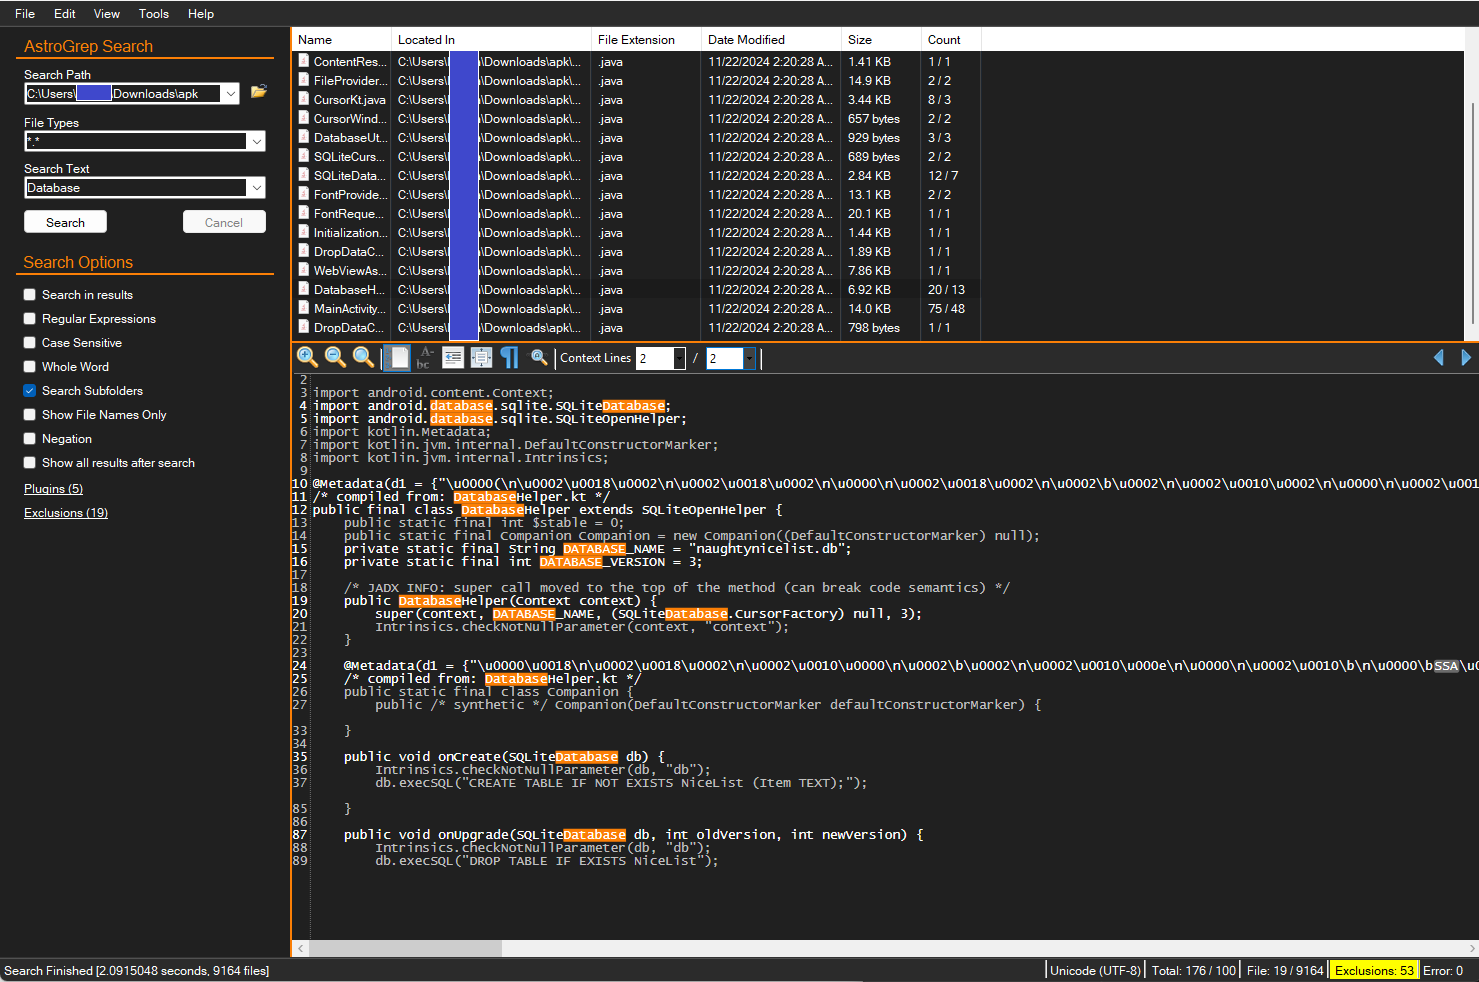 File Edit View Tools Help
AstroGrep Search
Search Path
C:\Users\ \Downloads\apk
File Types
*.*
Search Text
Database
Search Cancel
Search Options
Search in results
Regular Expressions
Case Sensitive
Whole Word
Search Subfolders
Show File Names Only
Negation
Show all results after search
Plugins (5)
Exclusions (19)
Name Located In File Extension Date Modified Size Count
ContentRes... C:\Users\ \Downloads\apk\... .java 11/22/2024 2:20:28 A... 1.41 KB 1 / 1
FileProvider... C:\Users\ \Downloads\apk\... .java 11/22/2024 2:20:28 A... 14.9 KB 2 / 2
CursorKt.java C:\Users\ \Downloads\apk\... .java 11/22/2024 2:20:28 A... 3.44 KB 8 / 3
CursorWind... C:\Users\ \Downloads\apk\... .java 11/22/2024 2:20:28 A... 657 bytes 2 / 2
DatabaseUt... C:\Users\ \Downloads\apk\... .java 11/22/2024 2:20:28 A... 929 bytes 3 / 3
SQLiteCurs... C:\Users\ \Downloads\apk\... .java 11/22/2024 2:20:28 A... 689 bytes 2 / 2
SQLiteData... C:\Users\ \Downloads\apk\... .java 11/22/2024 2:20:28 A... 2.84 KB 12 / 7
FontProvide... C:\Users\ \Downloads\apk\... .java 11/22/2024 2:20:28 A... 13.1 KB 2 / 2
FontReque... C:\Users\ \Downloads\apk\... .java 11/22/2024 2:20:28 A... 20.1 KB 1 / 1
Initialization... C:\Users\ \Downloads\apk\... .java 11/22/2024 2:20:28 A... 1.44 KB 1 / 1
DropDataC... C:\Users\ \Downloads\apk\... .java 11/22/2024 2:20:28 A... 1.89 KB 1 / 1
WebViewAs... C:\Users\ \Downloads\apk\... .java 11/22/2024 2:20:28 A... 7.86 KB 1 / 1
DatabaseH... C:\Users\ \Downloads\apk\... .java 11/22/2024 2:20:28 A... 6.92 KB 20 / 13
MainActivity... C:\Users\ \Downloads\apk\... .java 11/22/2024 2:20:28 A... 14.0 KB 75 / 48
DropDataC... C:\Users\ \Downloads\apk\... .java 11/22/2024 2:20:28 A... 798 bytes 1 / 1
A- bc Context Lines 2 / 2
2
3 import android.content.Context;
4 import android.database.sqlite.SQLiteDatabase;
5 import android.database.sqlite.SQLiteOpenHelper;
6 import kotlin.Metadata;
7 import kotlin.jvm.internal.DefaultConstructorMarker;
8 import kotlin.jvm.internal.Intrinsics;
9
10 @Metadata(d1 = {"\u0000(\n\u0002\u0018\u0002\n\u0002\u0018\u0002\n\u0000\n\u0002\u0018\u0002\n\u0002\b\u0002\n\u0002\u0010\u0002\n\u0000\n\u0002\u001
11 /* compiled from: DatabaseHelper.kt */
12 public final class DatabaseHelper extends SQLiteOpenHelper {
13 public static final int $stable = 0;
14 public static final Companion Companion = new Companion((DefaultConstructorMarker) null);
15 private static final String DATABASE_NAME = "naughtynicelist.db";
16 private static final int DATABASE_VERSION = 3;
17
18 /* JADX INFO: super call moved to the top of the method (can break code semantics) */
19 public DatabaseHelper(Context context) {
20 super(context, DATABASE_NAME, (SQLiteDatabase.CursorFactory) null, 3);
21 Intrinsics.checkNotNullParameter(context, "context");
22 }
23
24 @Metadata(d1 = {"\u0000\u0018\n\u0002\u0018\u0002\n\u0002\u0010\u0000\n\u0002\b\u0002\n\u0002\u0010\u000e\n\u0000\n\u0002\u0010\b\n\u0000\bSSA\u0
25 /* compiled from: DatabaseHelper.kt */
26 public static final class Companion {
27 public /* synthetic */ Companion(DefaultConstructorMarker defaultConstructorMarker) {
33 }
34
35 public void onCreate(SQLiteDatabase db) {
36 Intrinsics.checkNotNullParameter(db, "db");
37 db.execSQL("CREATE TABLE IF NOT EXISTS NiceList (Item TEXT);");
85 }
86
87 public void onUpgrade(SQLiteDatabase db, int oldVersion, int newVersion) {
88 Intrinsics.checkNotNullParameter(db, "db");
89 db.execSQL("DROP TABLE IF EXISTS NiceList");
Search Finished [2.0915048 seconds, 9164 files] Unicode (UTF-8) Total: 176 / 100 File: 19 / 9164 Exclusions: 53 Error: 0